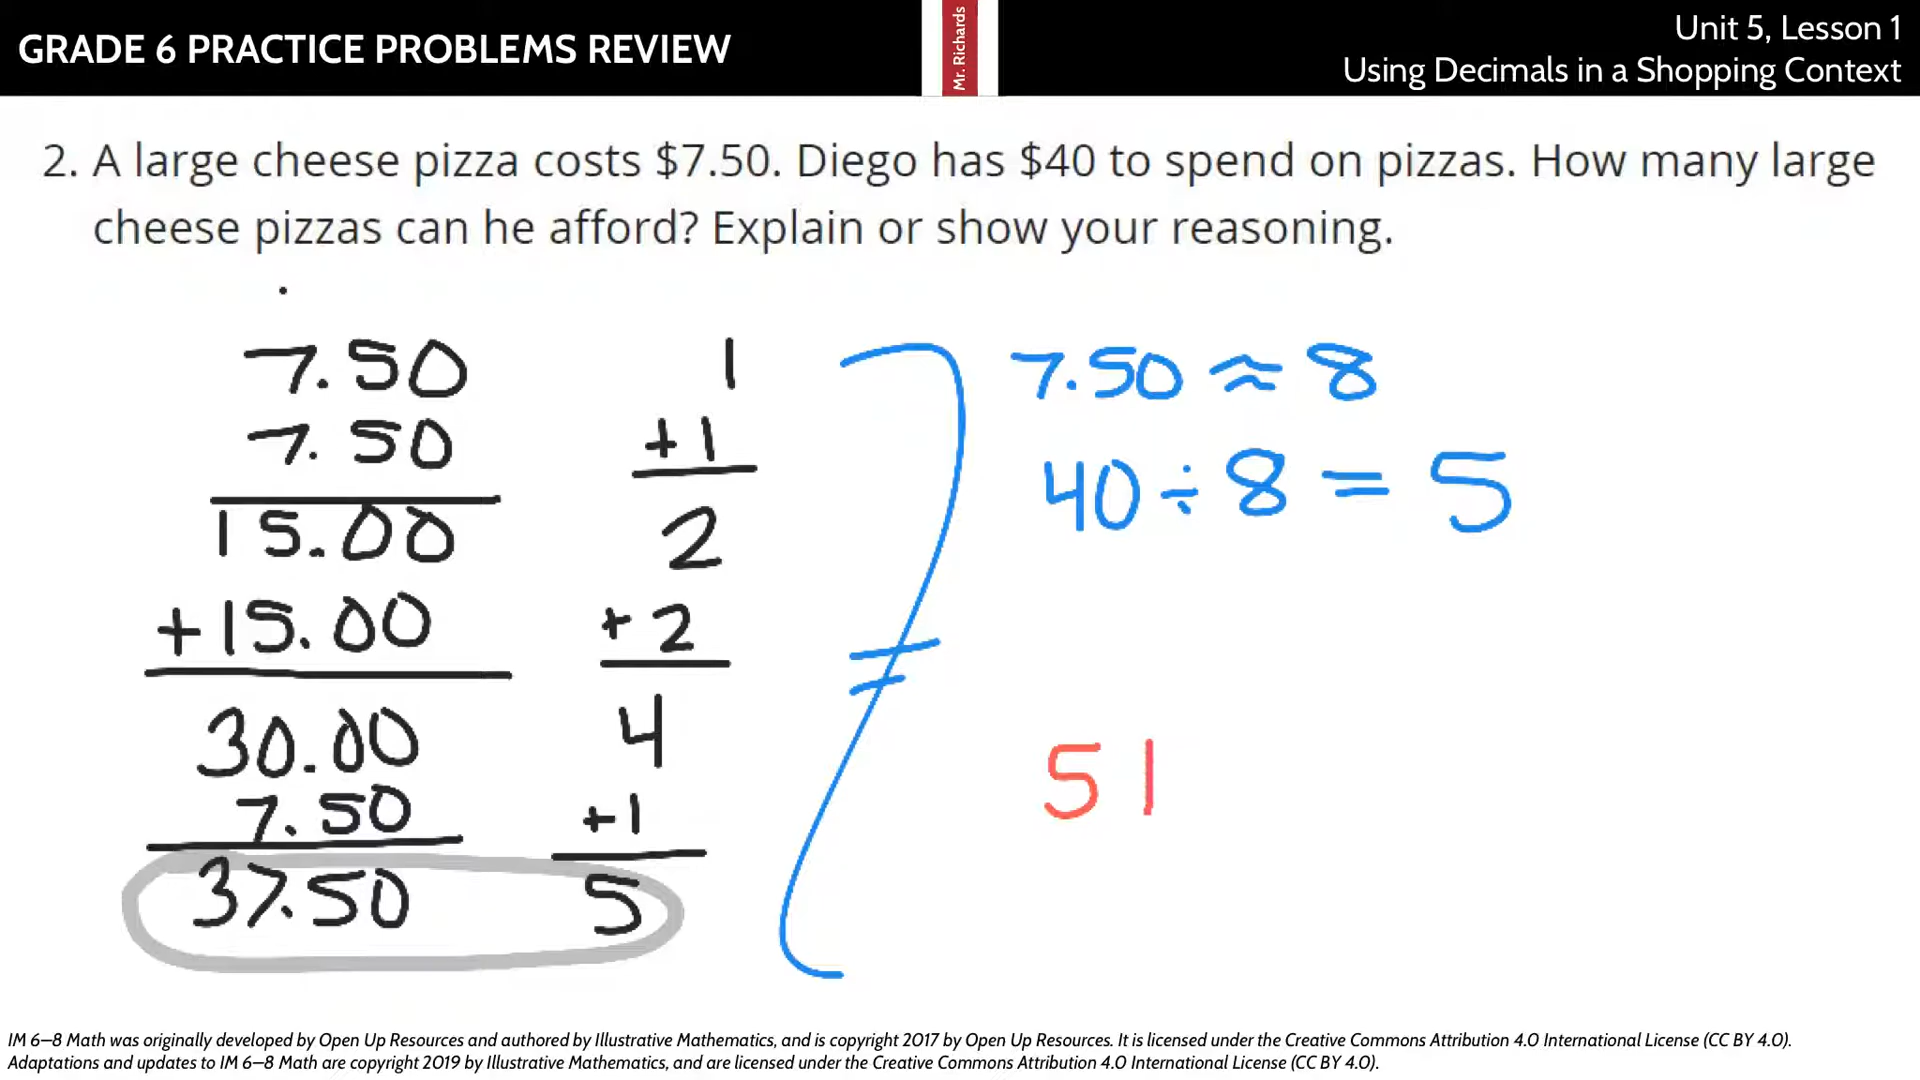 GRADE 6 PRACTICE PROBLEMS REVIEW
Mr. Richards
Unit 5, Lesson 1
Using Decimals in a Shopping Context
2. A large cheese pizza costs $7.50. Diego has $40 to spend on pizzas. How many large
cheese pizzas can he afford? Explain or show your reasoning.
7.50
7.50
15.00
+15.00
30.00
7.50
37.50
1
+1
2
+2
4
+1
5
7.50 ≈ 8
40 ÷ 8 = 5
51
IM 6–8 Math was originally developed by Open Up Resources and authored by Illustrative Mathematics, and is copyright 2017 by Open Up Resources. It is licensed under the Creative Commons Attribution 4.0 International License (CC BY 4.0).
Adaptations and updates to IM 6–8 Math are copyright 2019 by Illustrative Mathematics, and are licensed under the Creative Commons Attribution 4.0 International License (CC BY 4.0).